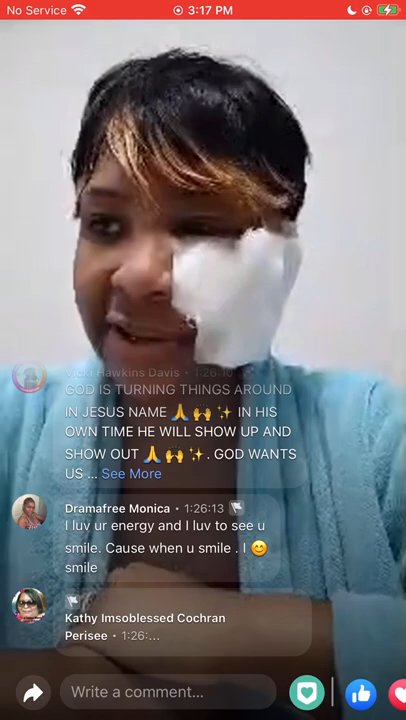 No Service 3:17 PM
Vicki Hawkins Davis • 1:26:10
GOD IS TURNING THINGS AROUND
IN JESUS NAME 🙏 🙌 ✨ IN HIS
OWN TIME HE WILL SHOW UP AND
SHOW OUT 🙏 🙌 ✨. GOD WANTS
US ... See More
Dramafree Monica • 1:26:13
I luv ur energy and I luv to see u
smile. Cause when u smile . I 😊
smile
Kathy Imsoblessed Cochran
Perisee • 1:26:...
Write a comment...